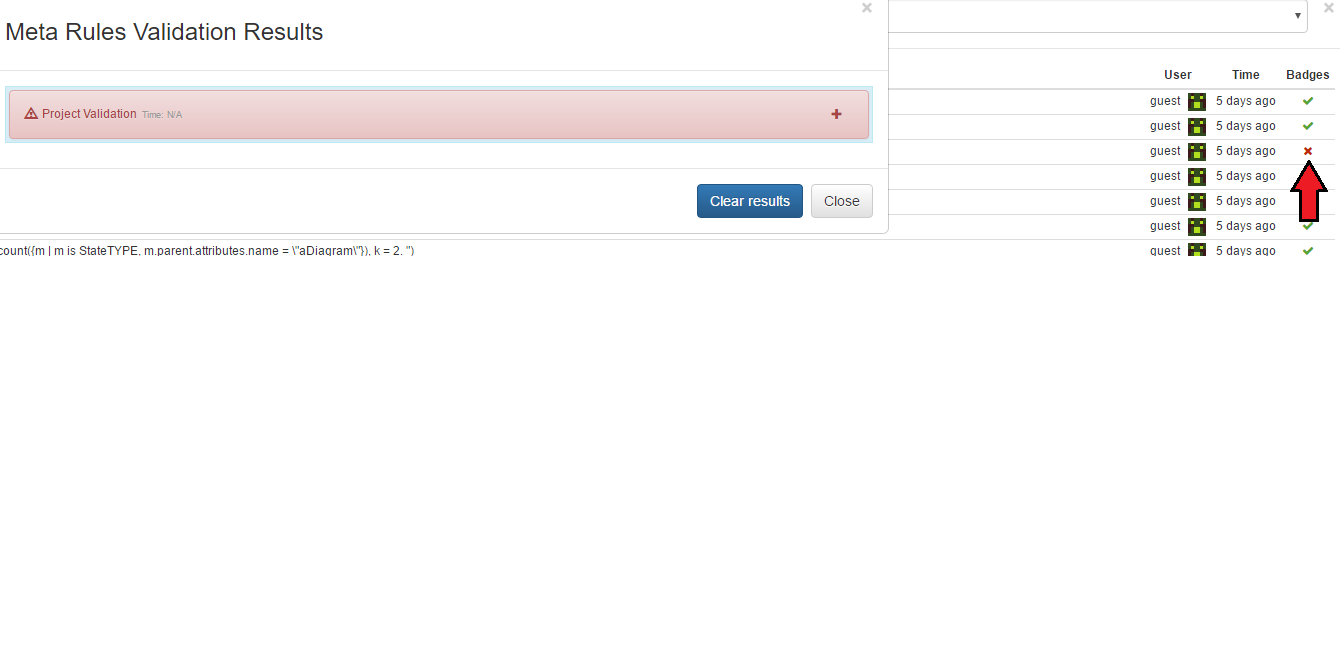 Meta Rules Validation Results
Project Validation Time: N/A
Clear results Close
User Time Badges
guest 5 days ago
guest 5 days ago
guest 5 days ago
guest 5 days ago
guest 5 days ago
guest 5 days ago
count({m | m is StateTYPE, m.parent.attributes.name = \"aDiagram\"}), k = 2. ") guest 5 days ago